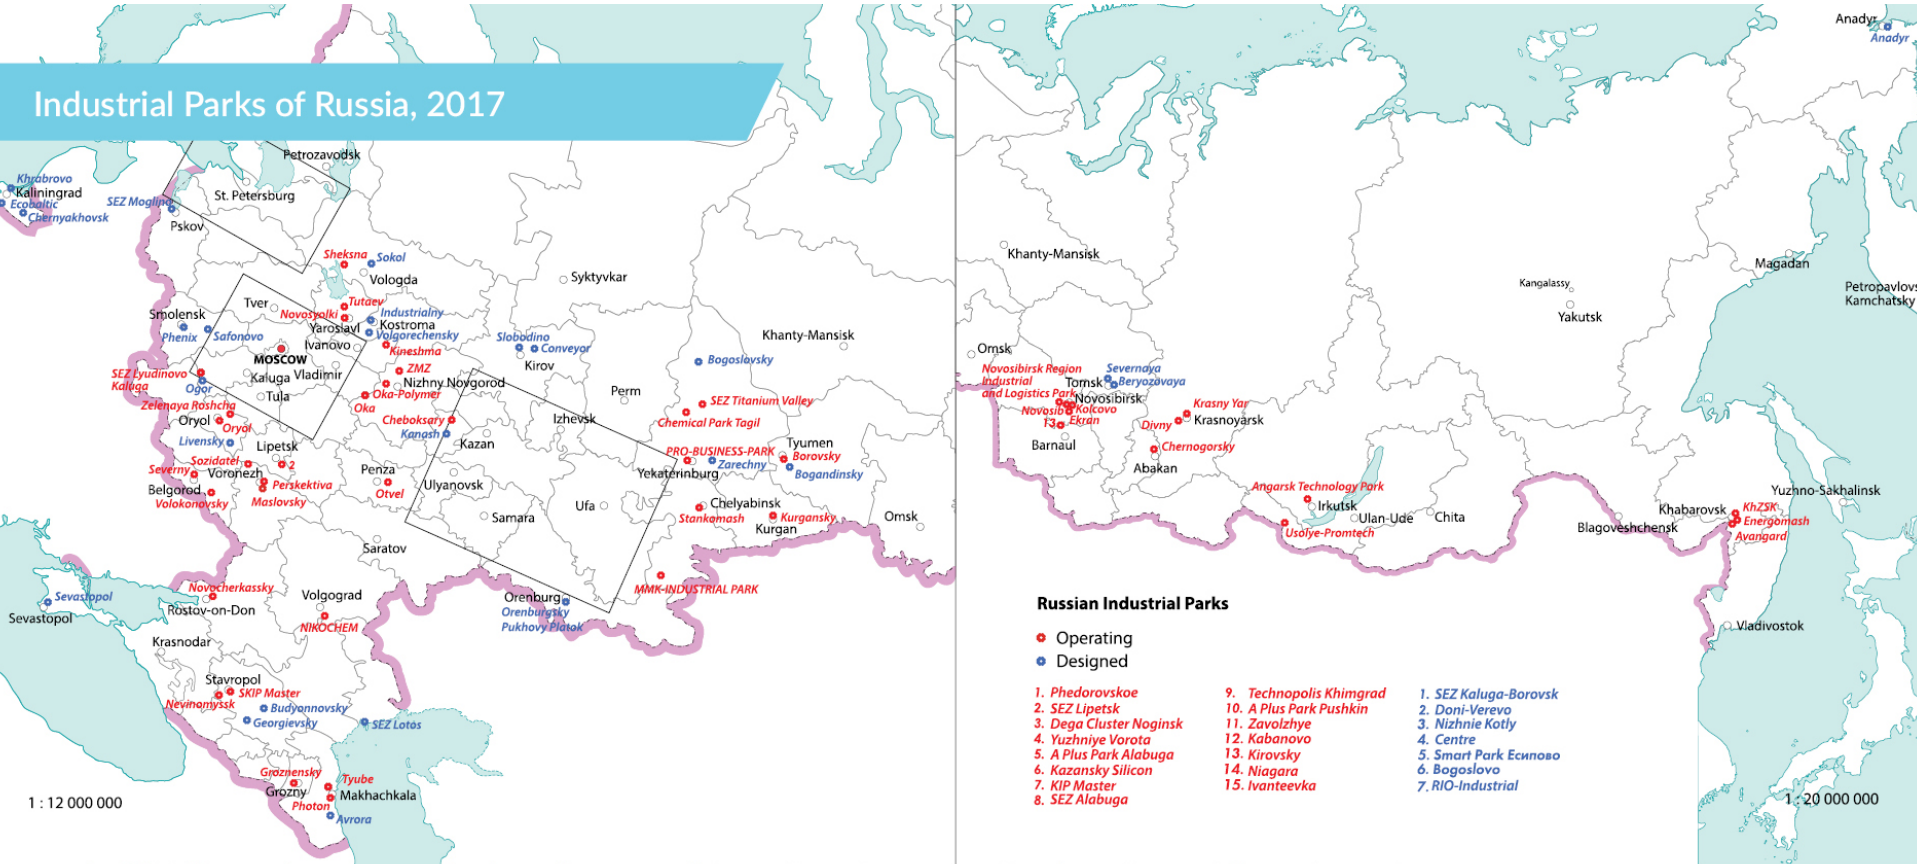 Industrial Parks of Russia, 2017
Petrozavodsk
Khrabrovo
Kaliningrad
Ecobaltic
Chernyakhovsk
SEZ Moglino
St. Petersburg
Pskov
Sheksna
Sokol
Vologda
Syktyvkar
Tver
Tutaev
Novosyolki
Industrialny
Yaroslavl
Kostroma
Volgorechensky
Smolensk
Phenix
Safonovo
Ivanovo
Kineshma
MOSCOW
Slobodino
Conveyor
Kirov
Khanty-Mansisk
Bogoslovsky
SEZ Lyudinovo
Kaluga
Ogor
Kaluga
Vladimir
ZMZ
Nizhny Novgorod
Oka-Polymer
Oka
Tula
Perm
SEZ Titanium Valley
Chemical Park Tagil
Zelenaya Roshcha
Oryol
Oryol
Cheboksary
Kanash
Kazan
Izhevsk
Livensky
Lipetsk
2
PRO-BUSINESS-PARK
Zarechny
Yekaterinburg
Tyumen
Borovsky
Bogandinsky
Severny
Sozidatel
Voronezh
Perskektiva
Maslovsky
Belgorod
Volokonovsky
Penza
Otvel
Ulyanovsk
Samara
Ufa
Chelyabinsk
Stankomash
Kurgansky
Kurgan
Omsk
Saratov
MMK-INDUSTRIAL PARK
Sevastopol
Sevastopol
Novocherkassky
Rostov-on-Don
Volgograd
NIKOCHEM
Orenburg
Orenburgsky
Pukhovy Platok
Krasnodar
Stavropol
SKIP Master
Nevinomyssk
Budyonnovsky
Georgievsky
SEZ Lotos
Groznensky
Grozny
Tyube
Makhachkala
Photon
Avrora
1 : 12 000 000
Anadyr
Anadyr
Khanty-Mansisk
Magadan
Kangalassy
Yakutsk
Petropavlovs
Kamchatsky
Omsk
Novosibirsk Region
Industrial
and Logistics Park
Severnaya
Tomsk
Beryozovaya
Novosibirsk
Novosib
Kolcovo
Ekran
13
Barnaul
Krasny Yar
Krasnoyarsk
Divny
Chernogorsky
Abakan
Angarsk Technology Park
Irkutsk
Usolye-Promtech
Ulan-Ude
Chita
Blagoveshchensk
Khabarovsk
KhZSK
Energomash
Avangard
Yuzhno-Sakhalinsk
Vladivostok
Russian Industrial Parks
Operating
Designed
1. Phedorovskoe
2. SEZ Lipetsk
3. Dega Cluster Noginsk
4. Yuzhniye Vorota
5. A Plus Park Alabuga
6. Kazansky Silicon
7. KIP Master
8. SEZ Alabuga
9. Technopolis Khimgrad
10. A Plus Park Pushkin
11. Zavolzhye
12. Kabanovo
13. Kirovsky
14. Niagara
15. Ivanteevka
1. SEZ Kaluga-Borovsk
2. Doni-Verevo
3. Nizhnie Kotly
4. Centre
5. Smart Park Есипово
6. Bogoslovo
7. RIO-Industrial
1 : 20 000 000